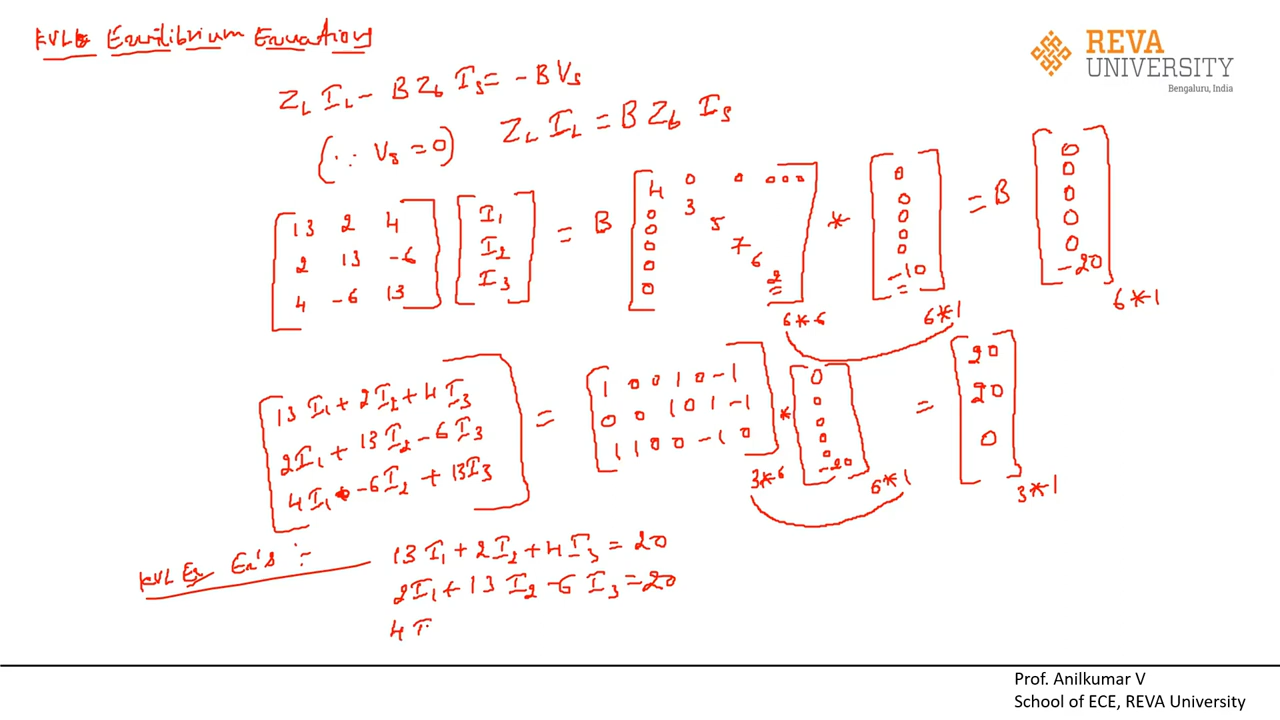 KVL Equilibrium Equations
REVA
UNIVERSITY
Bengaluru, India
Z_L I_L - B Z_b I_s = - B V_s
(∵ V_s = 0) Z_L I_L = B Z_b I_s
[13 2 4; 2 13 -6; 4 -6 13] [I_1; I_2; I_3] = B [4 0 0 0 0 0; 0 3; 0 5; 0 7; 0 6; 0 2] 6*6 * [0; 0; 0; 0; 0; -10] 6*1 = B [0; 0; 0; 0; 0; -20] 6*1
[13 I_1 + 2 I_2 + 4 I_3; 2 I_1 + 13 I_2 - 6 I_3; 4 I_1 - 6 I_2 + 13 I_3] = [1 0 0 1 0 -1; 0 0 1 0 1 -1; 1 1 0 0 -1 0] 3*6 * [0; 0; 0; 0; 0; -20] 6*1 = [20; 20; 0] 3*1
KVL Eq Eq's :- 13 I_1 + 2 I_2 + 4 I_3 = 20
2 I_1 + 13 I_2 - 6 I_3 = 20
4 I
Prof. Anilkumar V
School of ECE, REVA University